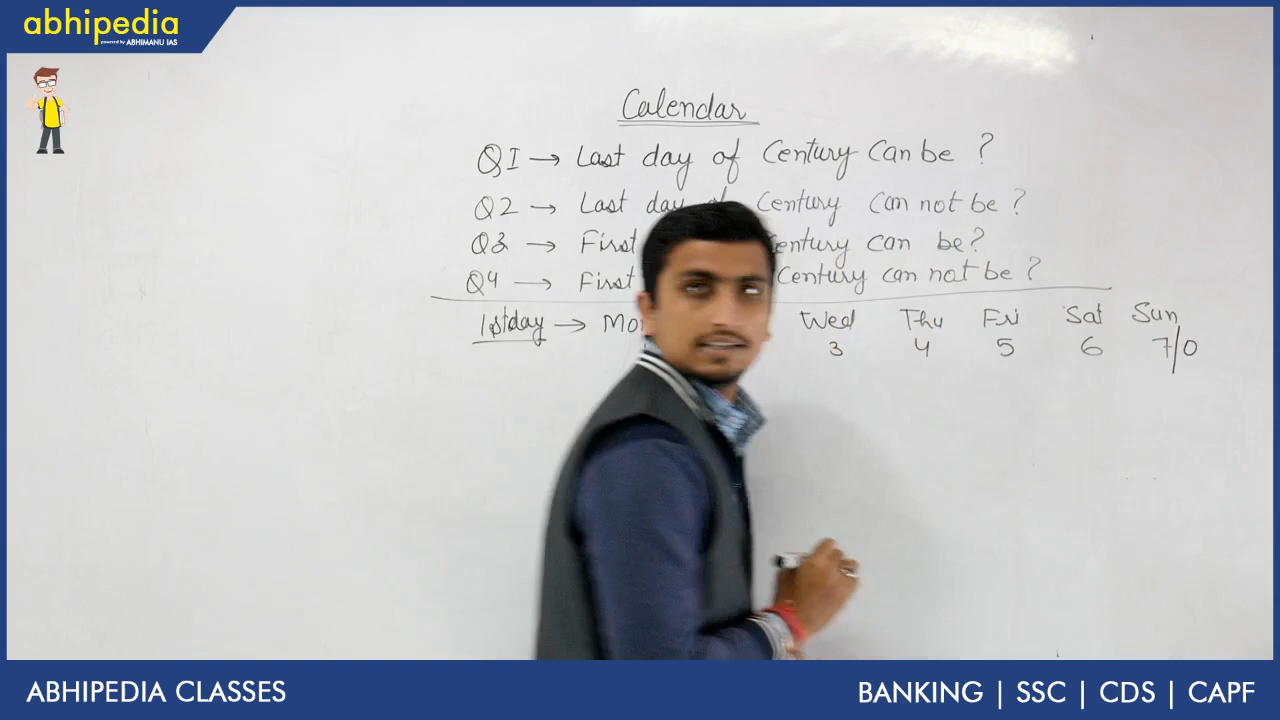 abhipedia
powered by ABHIMANU IAS
Calendar
Q1 → Last day of Century Can be ?
Q2 → Last day Century Can not be ?
Q3 → First Century Can be?
Q4 → First Century can not be ?
1st day → Wed Thu Fri Sat Sun
3 4 5 6 7/0
ABHIPEDIA CLASSES
BANKING | SSC | CDS | CAPF